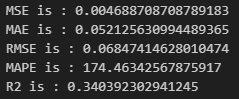 MSE is : 0.004688708708789183
MAE is : 0.052125630994489365
RMSE is : 0.06847414628010474
MAPE is : 174.46342567875917
R2 is : 0.340392302941245